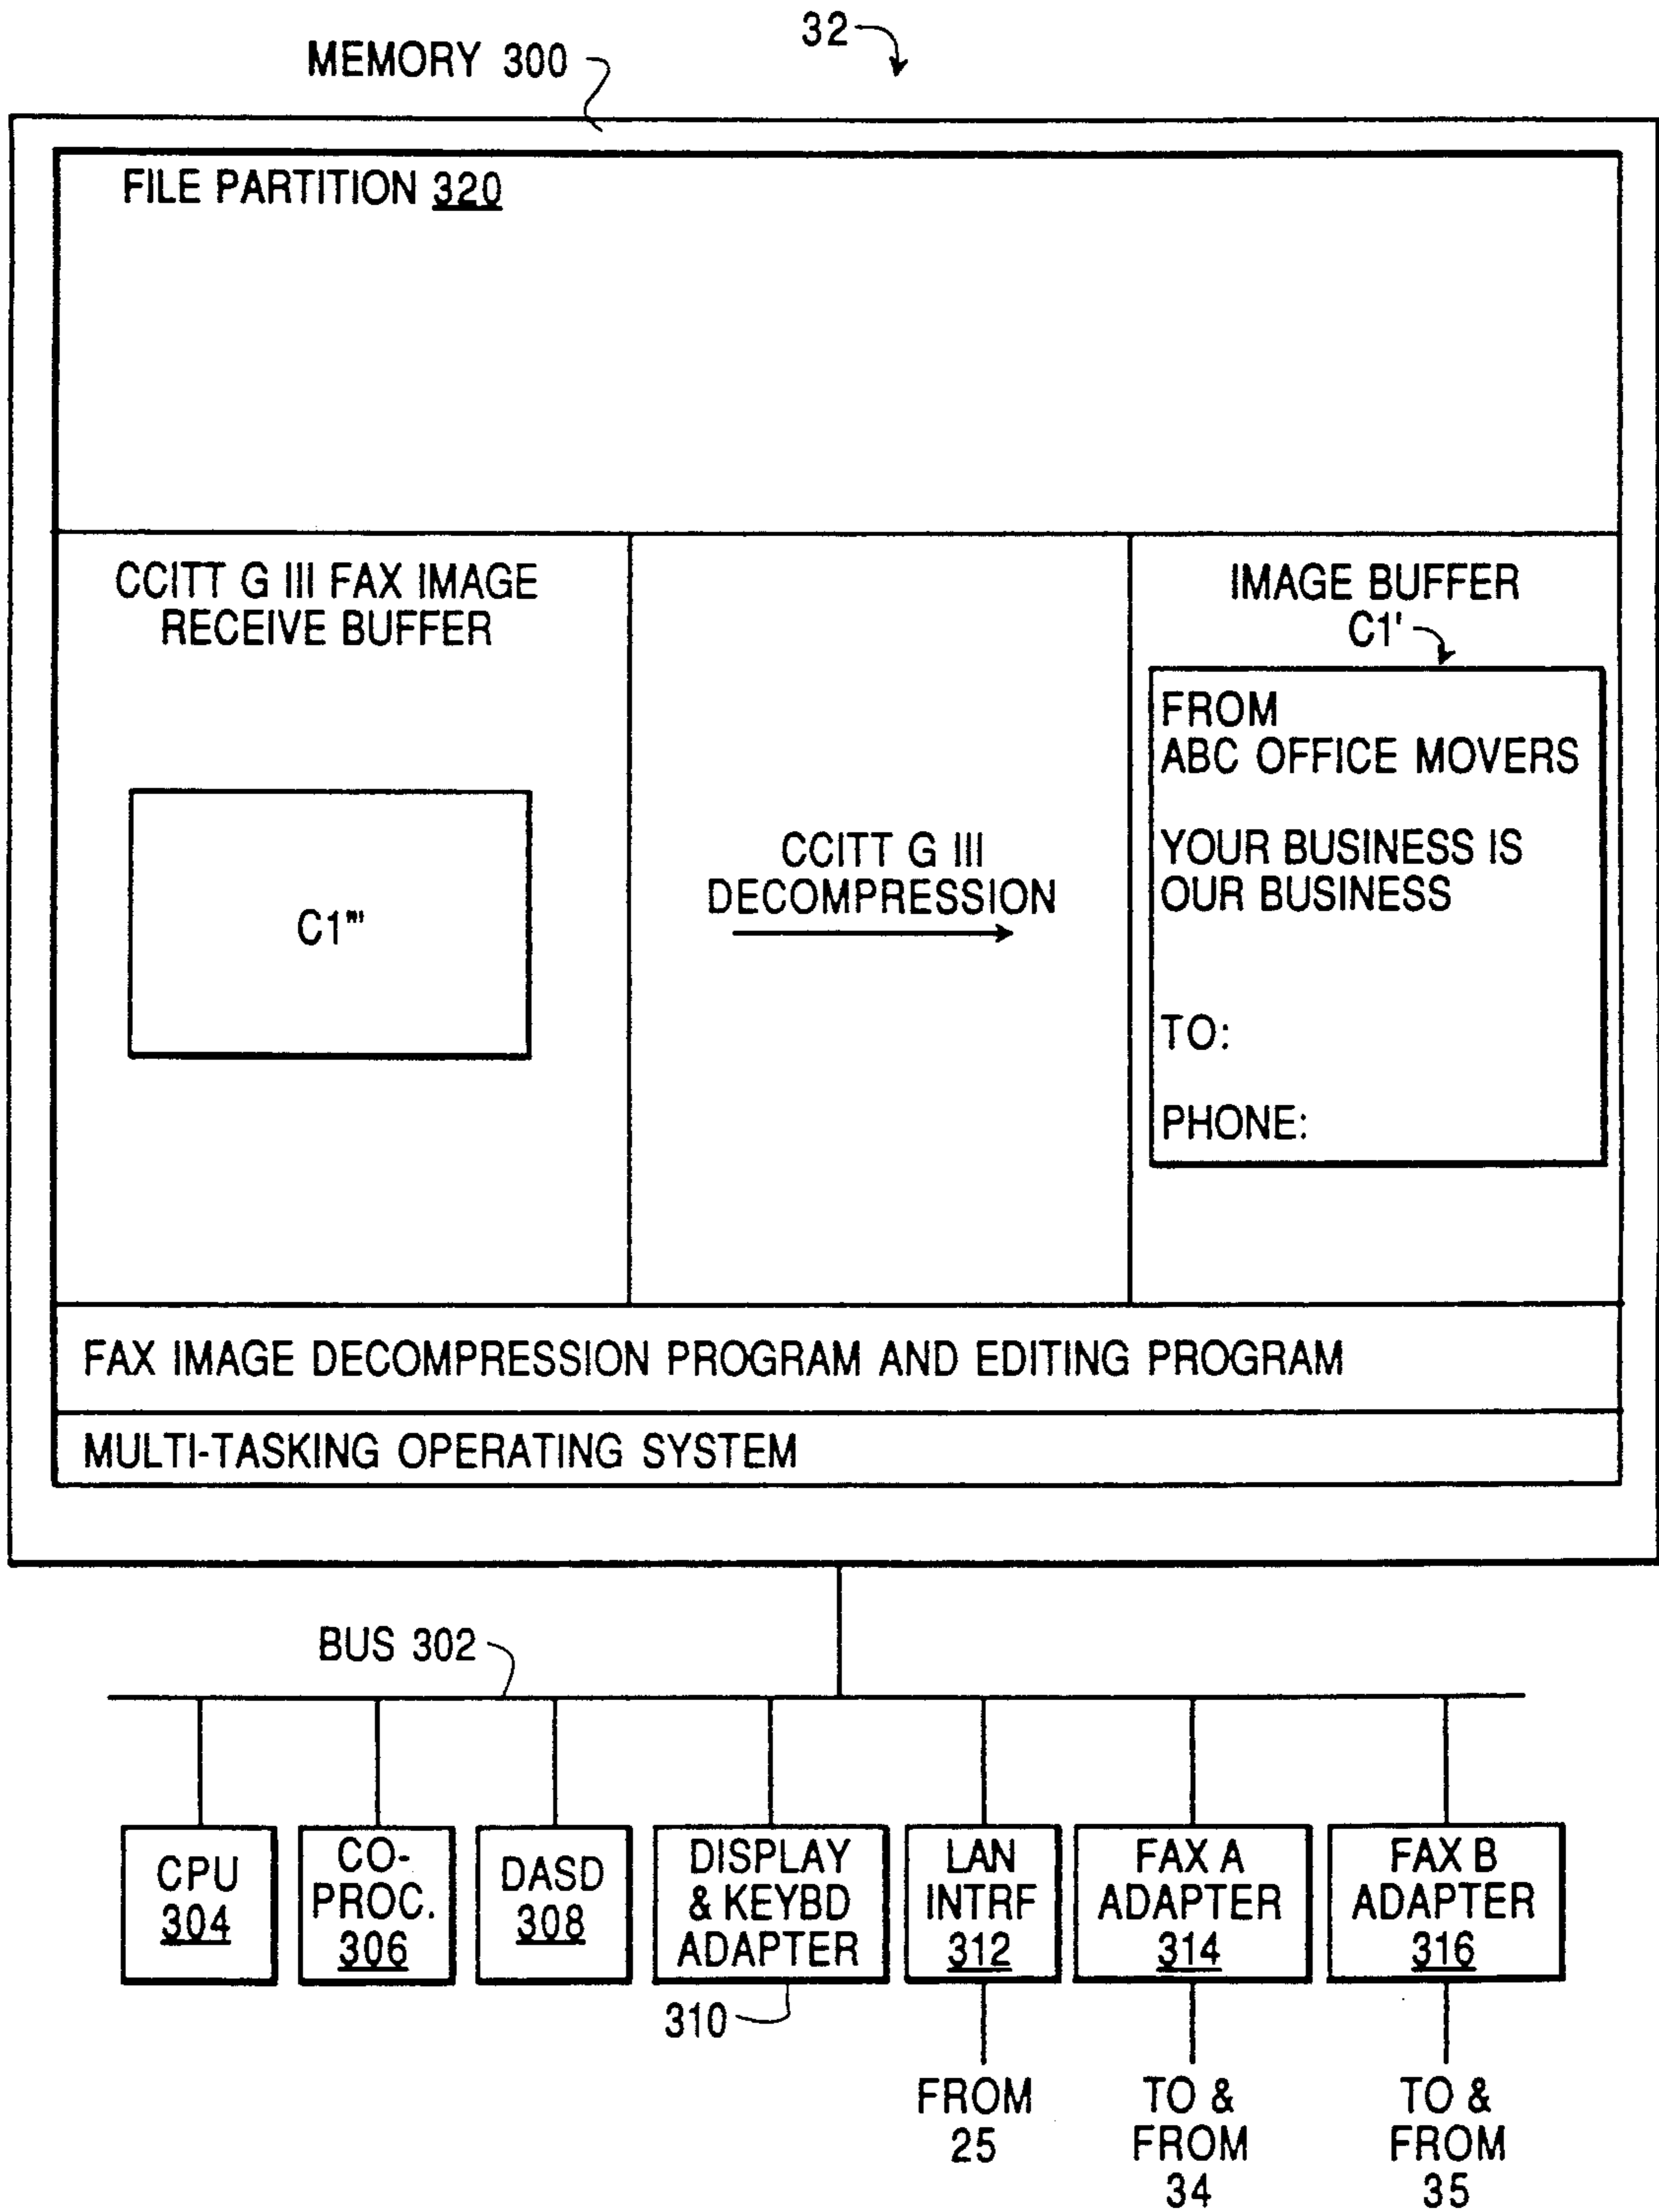 32
MEMORY 300
FILE PARTITION 320
CCITT G III FAX IMAGE
RECEIVE BUFFER
C1'''
CCITT G III
DECOMPRESSION
IMAGE BUFFER
C1'
FROM
ABC OFFICE MOVERS
YOUR BUSINESS IS
OUR BUSINESS
TO:
PHONE:
FAX IMAGE DECOMPRESSION PROGRAM AND EDITING PROGRAM
MULTI-TASKING OPERATING SYSTEM
BUS 302
CPU
304
CO-
PROC.
306
DASD
308
DISPLAY
& KEYBD
ADAPTER
310
LAN
INTRF
312
FAX A
ADAPTER
314
FAX B
ADAPTER
316
FROM
25
TO &
FROM
34
TO &
FROM
35